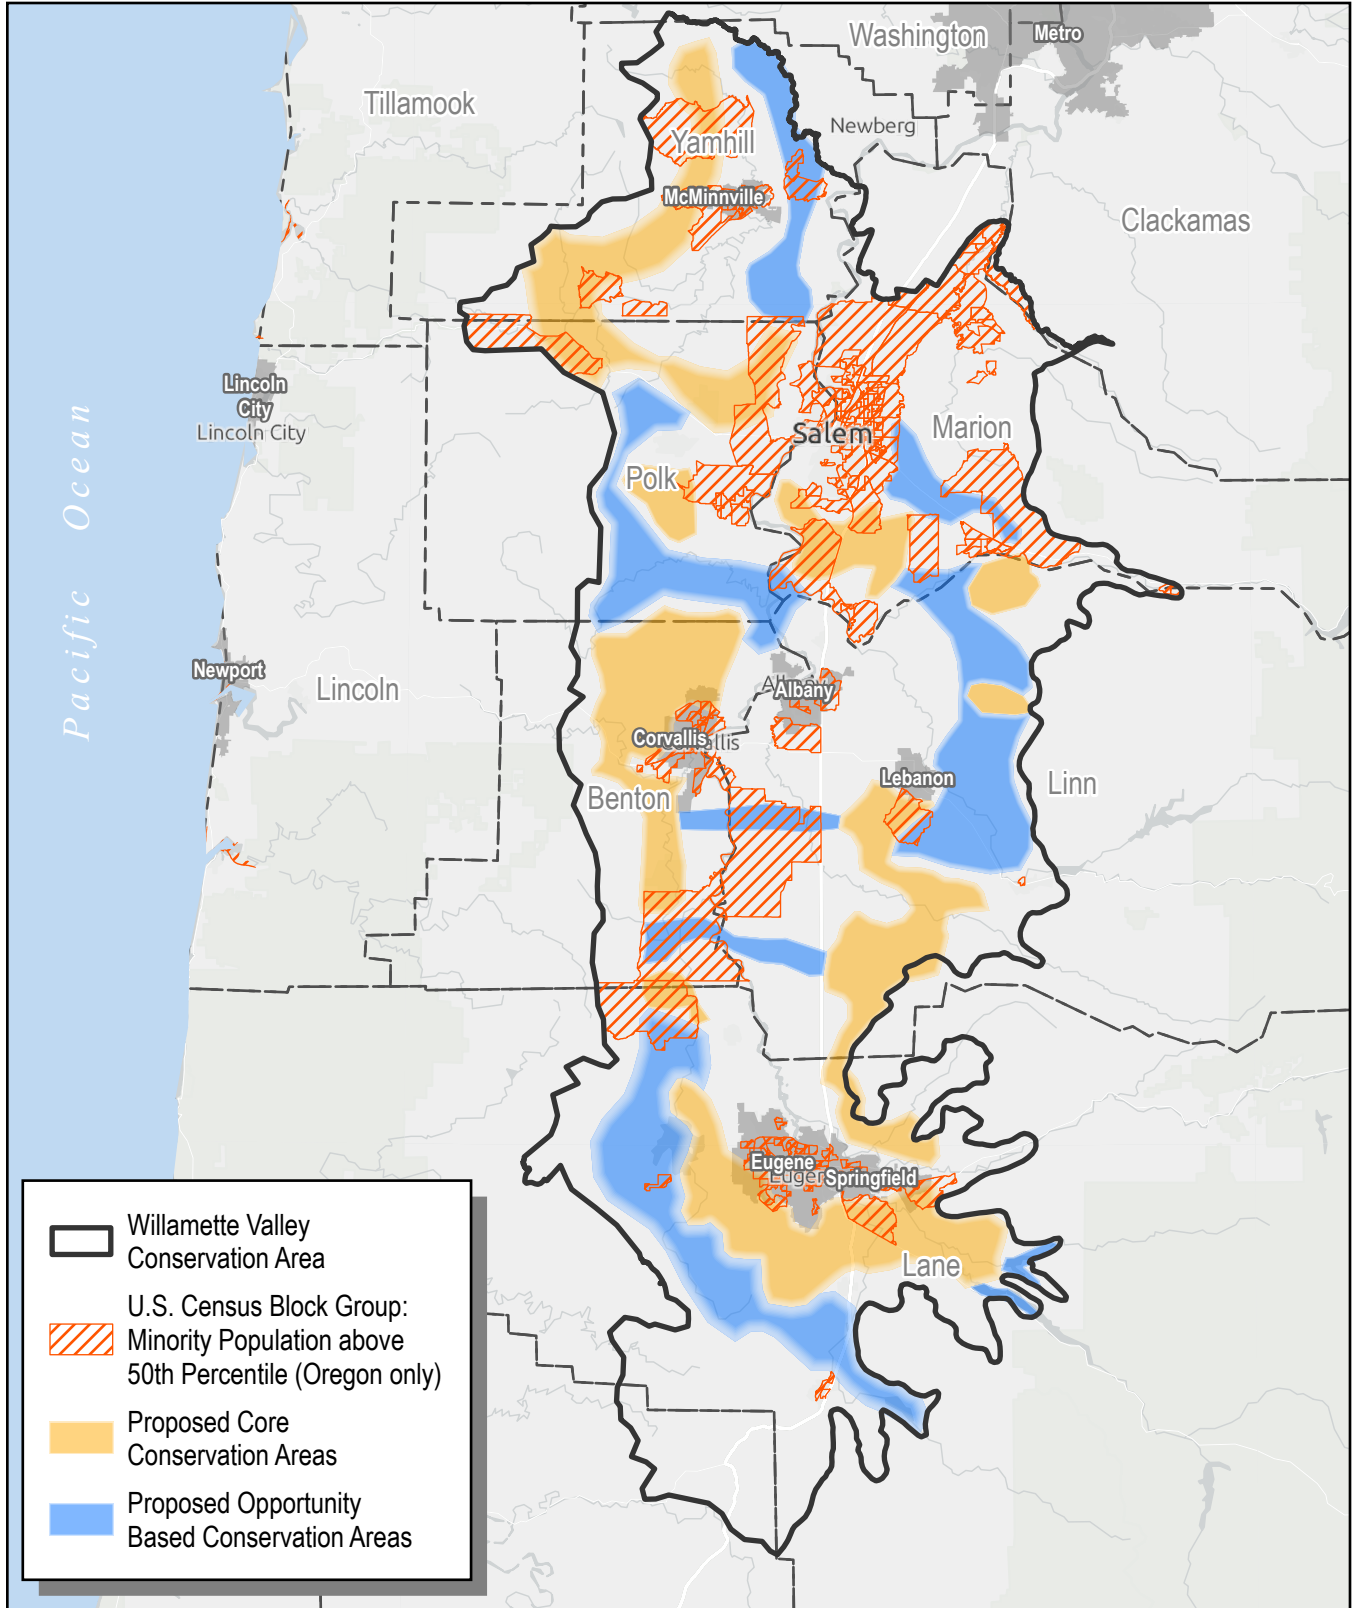 Washington
Metro
Tillamook
Newberg
Yamhill
McMinnville
Clackamas
Lincoln
City
Lincoln City
Pacific Ocean
Salem
Marion
Polk
Newport
Lincoln
Albany
Corvallis
Lebanon
Linn
Benton
Eugene
Springfield
Lane
Willamette Valley
Conservation Area
U.S. Census Block Group:
Minority Population above
50th Percentile (Oregon only)
Proposed Core
Conservation Areas
Proposed Opportunity
Based Conservation Areas